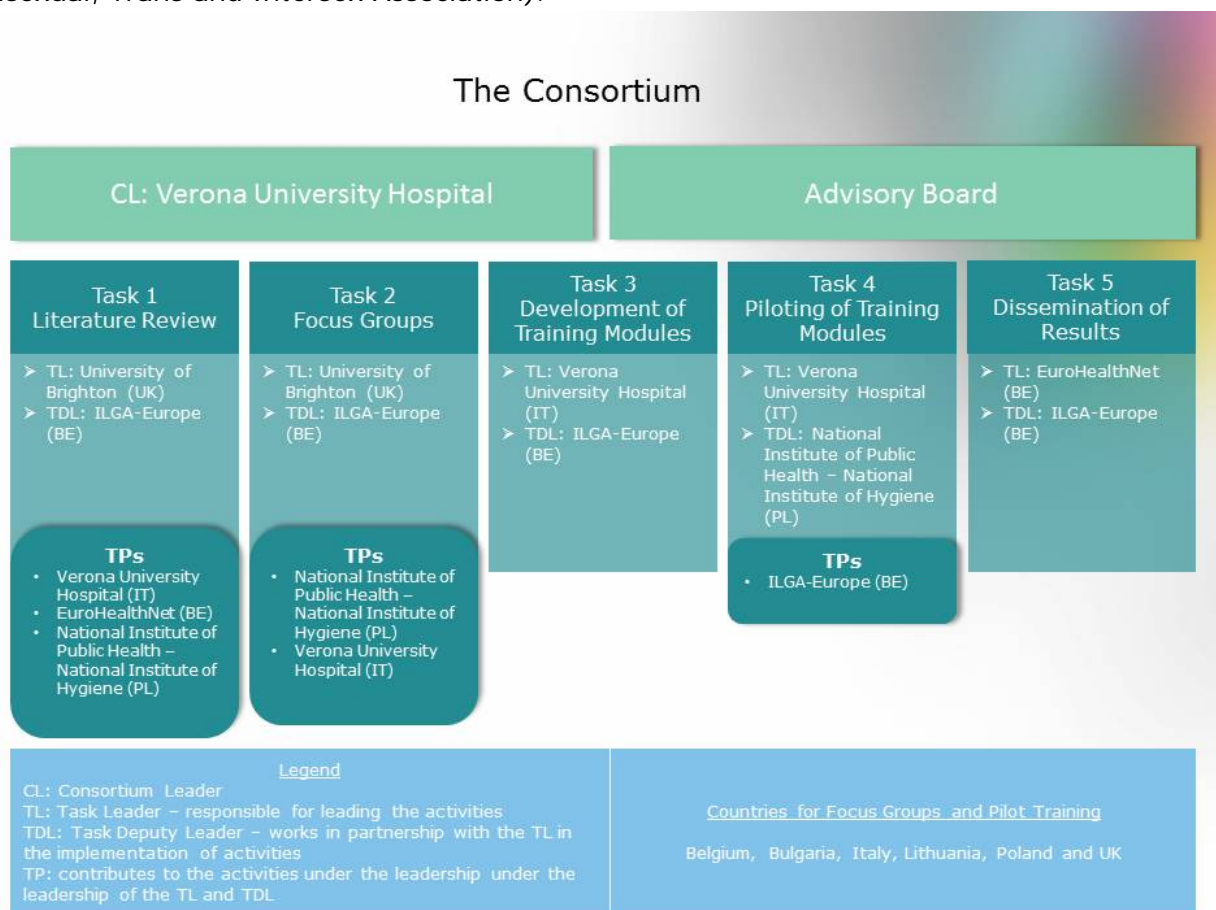 The Consortium
CL: Verona University Hospital
Advisory Board
Task 1
Literature Review
➢ TL: University of
Brighton (UK)
➢ TDL: ILGA-Europe
(BE)
TPs
• Verona University
Hospital (IT)
• EuroHealthNet (BE)
• National Institute of
Public Health –
National Institute of
Hygiene (PL)
Task 2
Focus Groups
➢ TL: University of
Brighton (UK)
➢ TDL: ILGA-Europe
(BE)
TPs
• National Institute of
Public Health –
National Institute of
Hygiene (PL)
• Verona University
Hospital (IT)
Task 3
Development of
Training Modules
➢ TL: Verona
University Hospital
(IT)
➢ TDL: ILGA-Europe
(BE)
Task 4
Piloting of Training
Modules
➢ TL: Verona
University Hospital
(IT)
➢ TDL: National
Institute of Public
Health – National
Institute of Hygiene
(PL)
TPs
• ILGA-Europe (BE)
Task 5
Dissemination of
Results
➢ TL: EuroHealthNet
(BE)
➢ TDL: ILGA-Europe
(BE)
Legend
CL: Consortium Leader
TL: Task Leader – responsible for leading the activities
TDL: Task Deputy Leader – works in partnership with the TL in
the implementation of activities
TP: contributes to the activities under the leadership under the
leadership of the TL and TDL
Countries for Focus Groups and Pilot Training
Belgium, Bulgaria, Italy, Lithuania, Poland and UK